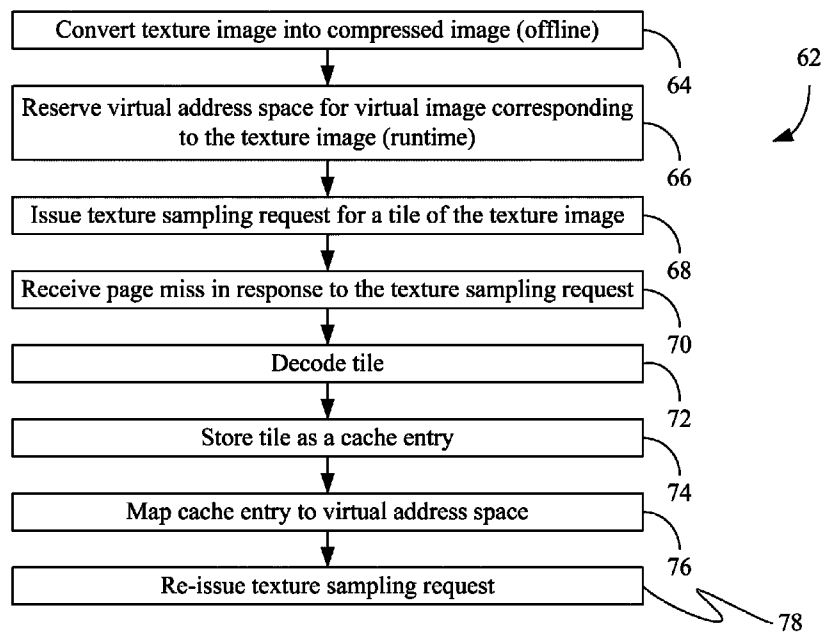 Convert texture image into compressed image (offline)
62
64
Reserve virtual address space for virtual image corresponding
to the texture image (runtime)
66
Issue texture sampling request for a tile of the texture image
68
Receive page miss in response to the texture sampling request
70
Decode tile
72
Store tile as a cache entry
74
Map cache entry to virtual address space
76
Re-issue texture sampling request
78